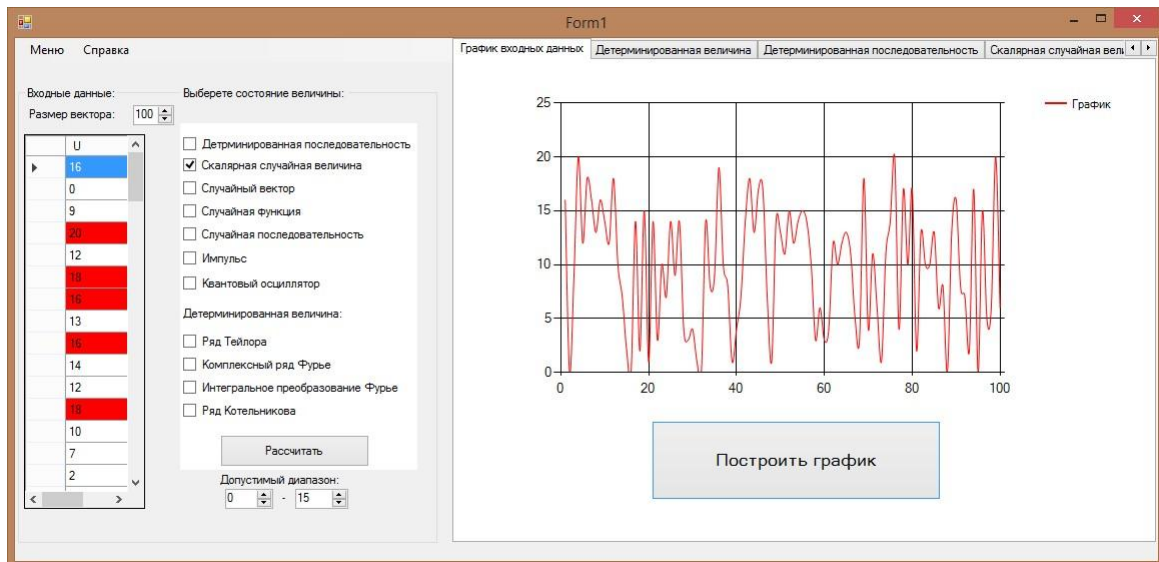 Form1
Меню Справка
Входные данные:
Размер вектора: 100
U
16
0
9
20
12
18
16
13
16
14
12
18
10
7
2
Выберете состояние величины:
Детрминированная последовательность
Скалярная случайная величина
Случайный вектор
Случайная функция
Случайная последовательность
Импульс
Квантовый осциллятор
Детерминированная величина:
Ряд Тейлора
Комплексный ряд Фурье
Интегральное преобразование Фурье
Ряд Котельникова
Рассчитать
Допустимый диапазон:
0 - 15
График входных данных Детерминированная величина Детерминированная последовательность Скалярная случайная вел
25
20
15
10
5
0
0 20 40 60 80 100
График
Построить график